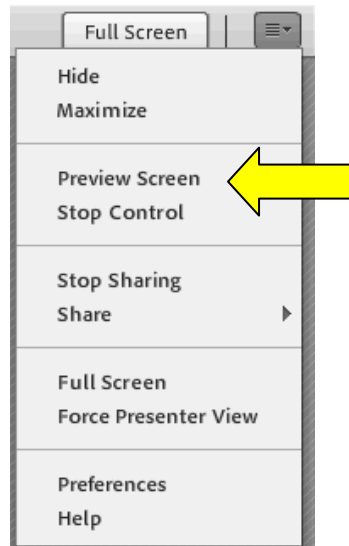 Full Screen
Hide
Maximize
Preview Screen
Stop Control
Stop Sharing
Share
Full Screen
Force Presenter View
Preferences
Help